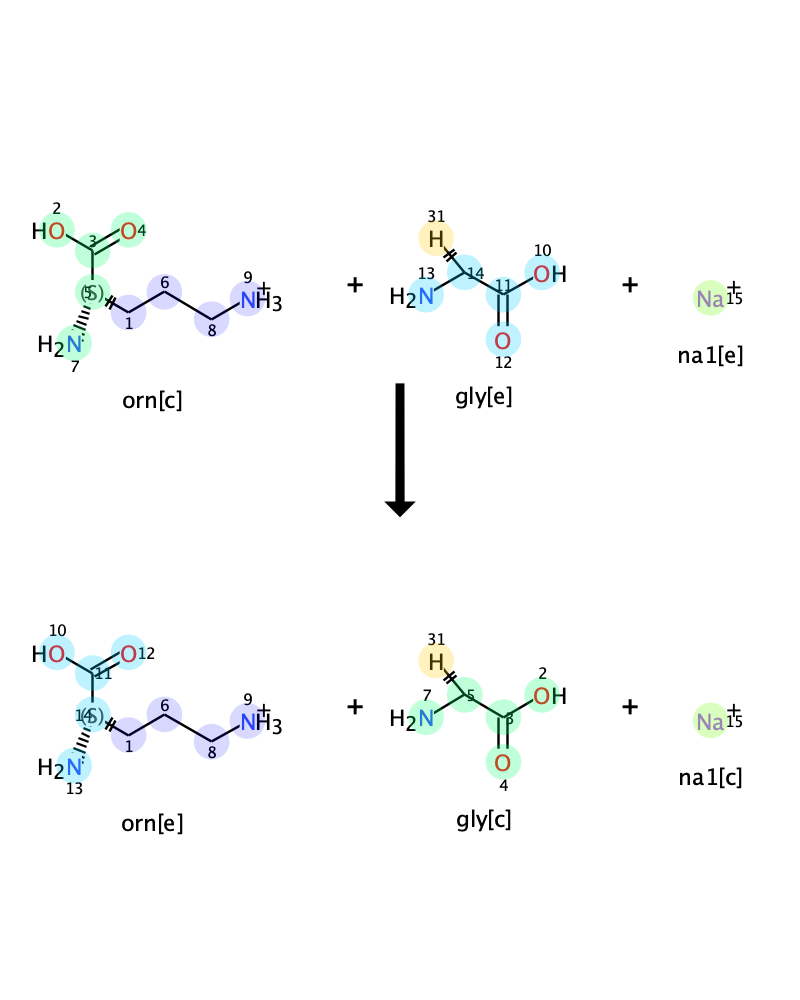 2
HO
3
O4
(S)
5
6
9
+
NH3
1
8
H2N
7
orn[c]
+
31
H
13
14
10
OH
H2N
11
O
12
gly[e]
+
Na
+
15
na1[e]
10
HO
11
O
12
14
(S)
6
9
+
NH3
1
8
H2N
13
orn[e]
+
31
H
7
5
2
OH
H2N
3
O
4
gly[c]
+
Na
+
15
na1[c]